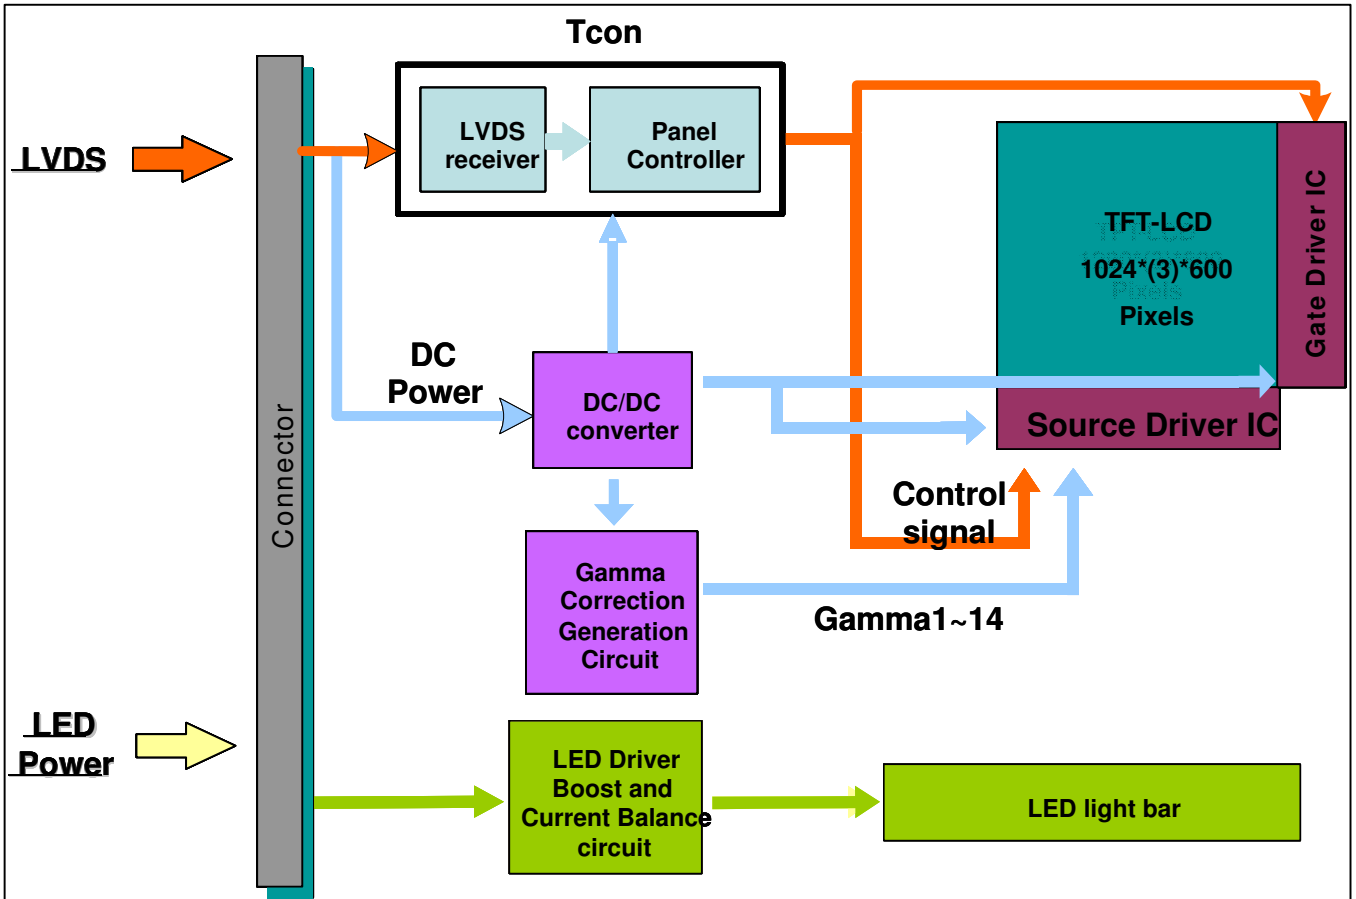 Tcon
LVDS
LVDS
receiver
Panel
Controller
TFT-LCD
1024*(3)*600
Pixels
Gate Driver IC
DC
Power
DC/DC
converter
Source Driver IC
Connector
Control
signal
Gamma
Correction
Generation
Circuit
Gamma1~14
LED
Power
LED Driver
Boost and
Current Balance
circuit
LED light bar